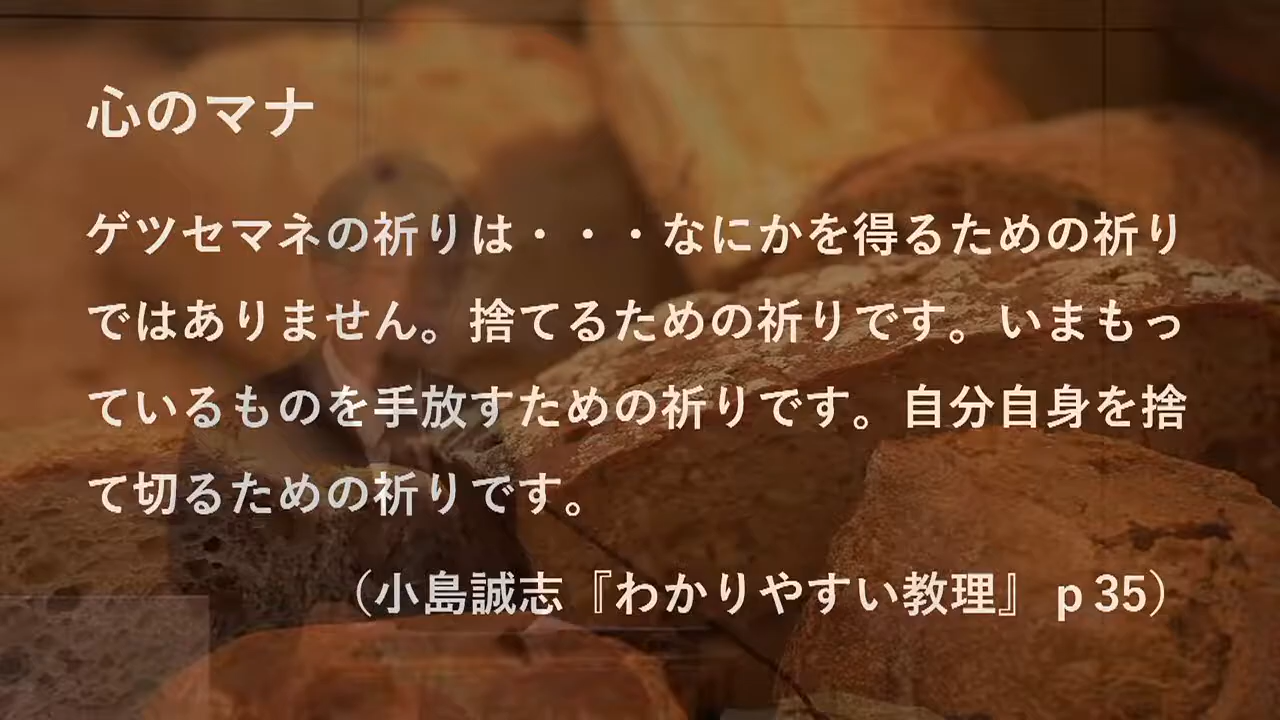 心のマナ
ゲツセマネの祈りは・・・なにかを得るための祈り
ではありません。捨てるための祈りです。いまもっ
ているものを手放すための祈りです。自分自身を捨
て切るための祈りです。
（小島誠志『わかりやすい教理』ｐ35）